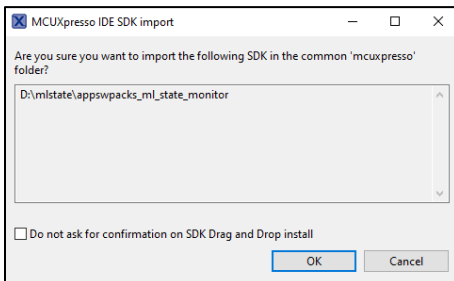 MCUXpresso IDE SDK import
Are you sure you want to import the following SDK in the common 'mcuxpresso'
folder?
D:\mlstate\appswpacks_ml_state_monitor
Do not ask for confirmation on SDK Drag and Drop install
OK Cancel